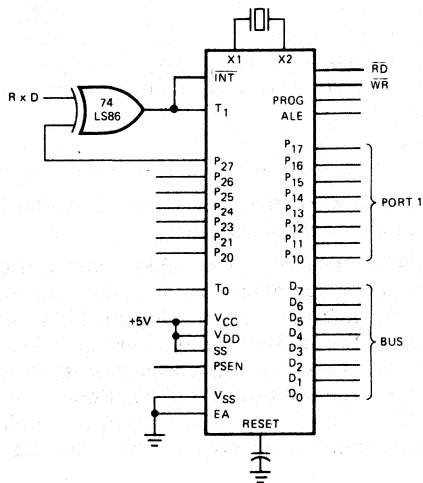 X1 X2
INT
RD
WR
R x D
74
LS86
T1
PROG
ALE
P27
P26
P25
P24
P23
P22
P21
P20
P17
P16
P15
P14
P13
P12
P11
P10
PORT 1
T0
+5V
VCC
VDD
SS
PSEN
VSS
EA
D7
D6
D5
D4
D3
D2
D1
D0
BUS
RESET